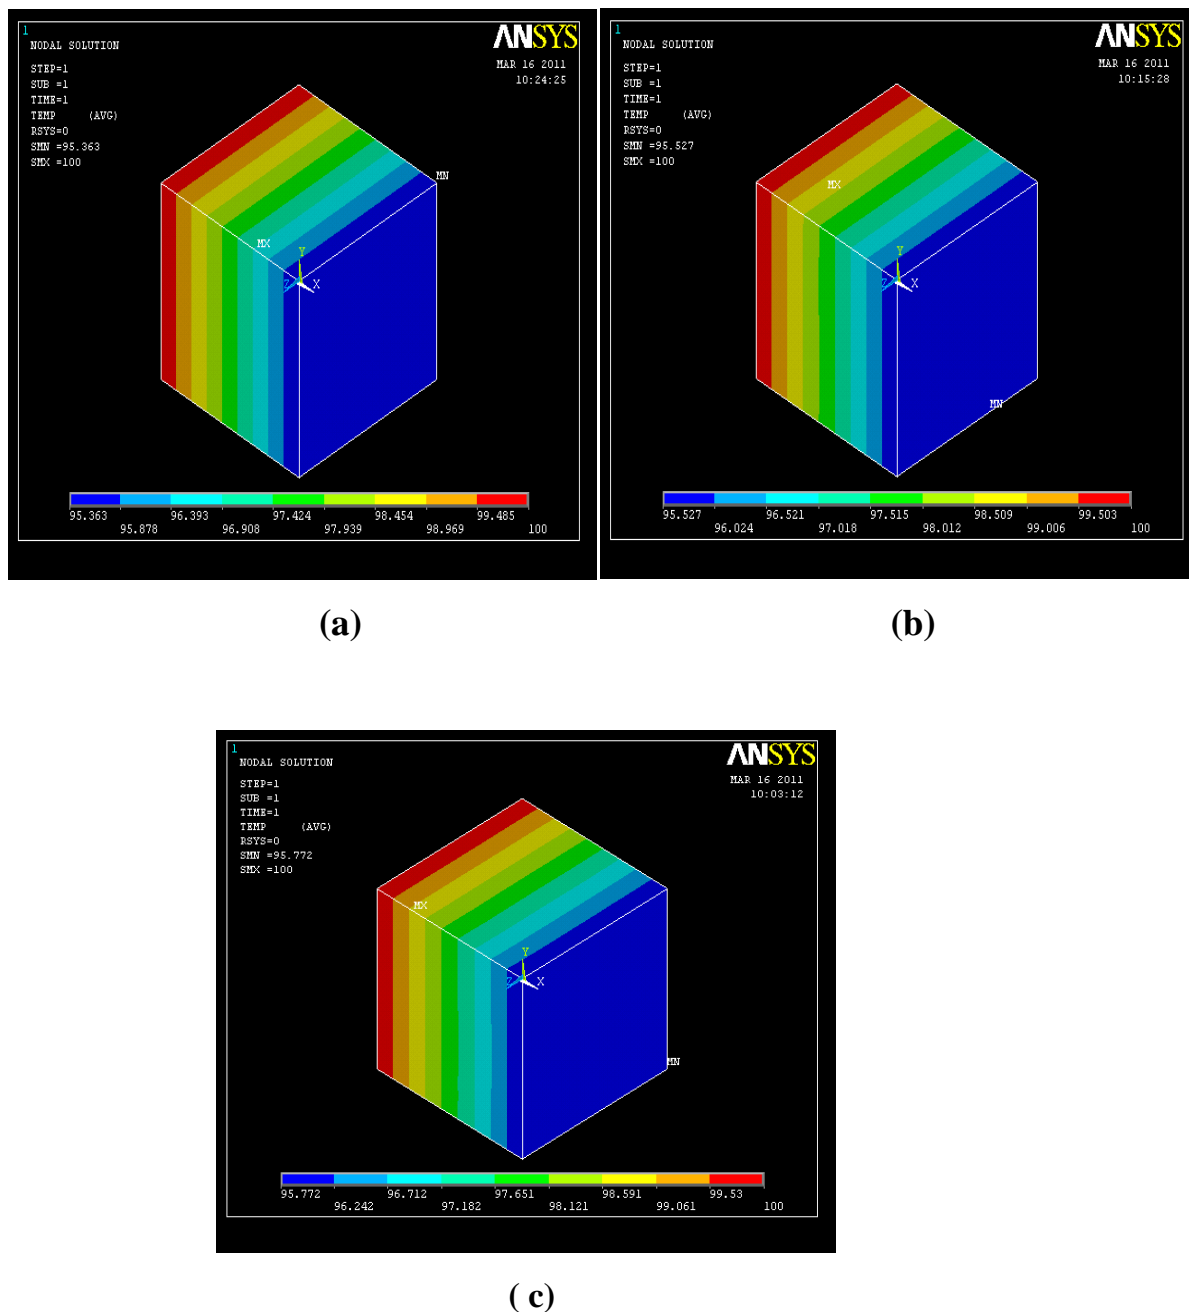 1
NODAL SOLUTION
STEP=1
SUB =1
TIME=1
TEMP (AVG)
RSYS=0
SMN =95.363
SMX =100
ANSYS
MAR 16 2011
10:24:25
MN
MX
Y
Z X
95.363 96.393 97.424 98.454 99.485
95.878 96.908 97.939 98.969 100
(a)
1
NODAL SOLUTION
STEP=1
SUB =1
TIME=1
TEMP (AVG)
RSYS=0
SMN =95.527
SMX =100
ANSYS
MAR 16 2011
10:15:28
MX
Y
Z X
MN
95.527 96.521 97.515 98.509 99.503
96.024 97.018 98.012 99.006 100
(b)
1
NODAL SOLUTION
STEP=1
SUB =1
TIME=1
TEMP (AVG)
RSYS=0
SMN =95.772
SMX =100
ANSYS
MAR 16 2011
10:03:12
MX
Y
Z X
MN
95.772 96.712 97.651 98.591 99.53
96.242 97.182 98.121 99.061 100
( c)